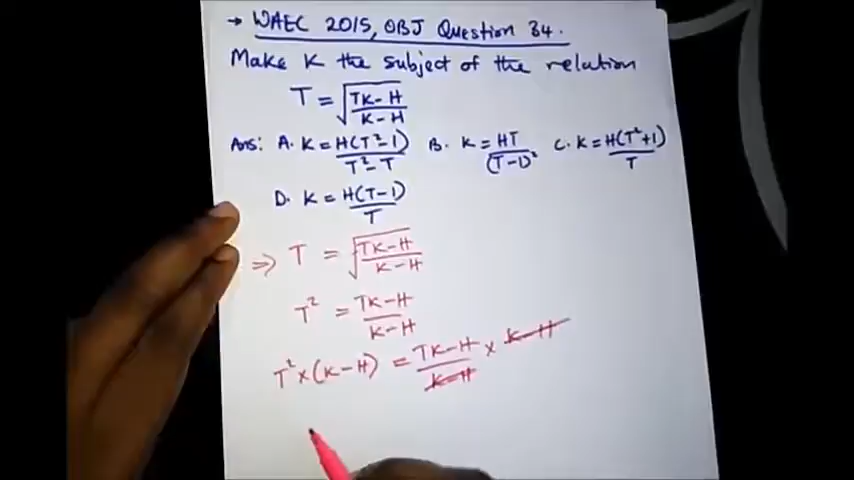 → WAEC 2015, OBJ Question 34.
Make K the subject of the relation
T = √((TK-H)/(K-H))
Ans: A. K = H(T²-1)/(T²-T) B. K = HT/(T-1)² C. K = H(T²+1)/T
D. K = H(T-1)/T
⇒ T = √((TK-H)/(K-H))
T² = (TK-H)/(K-H)
T² × (K-H) = (TK-H)/(K-H) × K-H